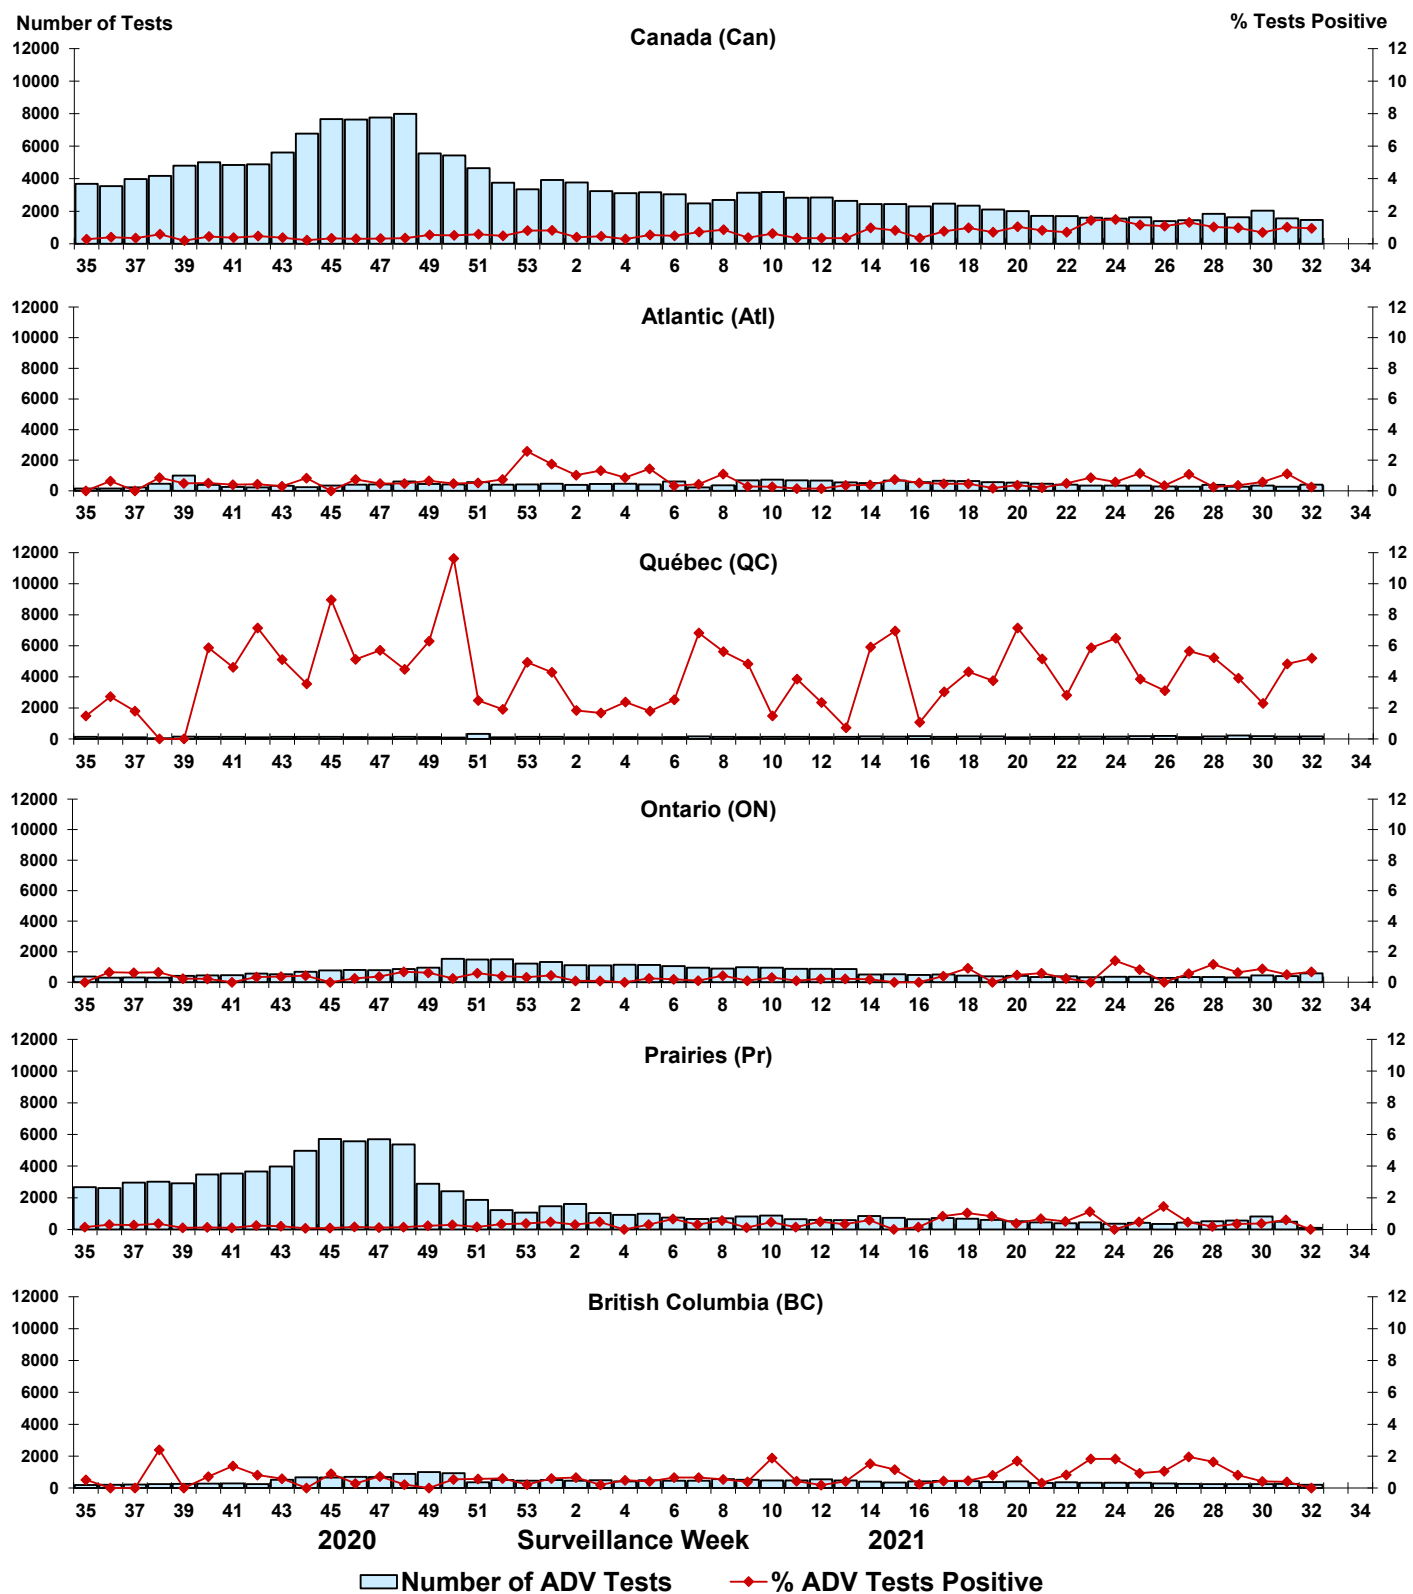 Number of Tests
% Tests Positive
Canada (Can)
12000 12
10000 10
8000 8
6000 6
4000 4
2000 2
0 0
35 37 39 41 43 45 47 49 51 53 2 4 6 8 10 12 14 16 18 20 22 24 26 28 30 32 34
Atlantic (Atl)
12000 12
10000 10
8000 8
6000 6
4000 4
2000 2
0 0
35 37 39 41 43 45 47 49 51 53 2 4 6 8 10 12 14 16 18 20 22 24 26 28 30 32 34
Québec (QC)
12000 12
10000 10
8000 8
6000 6
4000 4
2000 2
0 0
35 37 39 41 43 45 47 49 51 53 2 4 6 8 10 12 14 16 18 20 22 24 26 28 30 32 34
Ontario (ON)
12000 12
10000 10
8000 8
6000 6
4000 4
2000 2
0 0
35 37 39 41 43 45 47 49 51 53 2 4 6 8 10 12 14 16 18 20 22 24 26 28 30 32 34
Prairies (Pr)
12000 12
10000 10
8000 8
6000 6
4000 4
2000 2
0 0
35 37 39 41 43 45 47 49 51 53 2 4 6 8 10 12 14 16 18 20 22 24 26 28 30 32 34
British Columbia (BC)
12000 12
10000 10
8000 8
6000 6
4000 4
2000 2
0 0
35 37 39 41 43 45 47 49 51 53 2 4 6 8 10 12 14 16 18 20 22 24 26 28 30 32 34
2020 Surveillance Week 2021
Number of ADV Tests % ADV Tests Positive